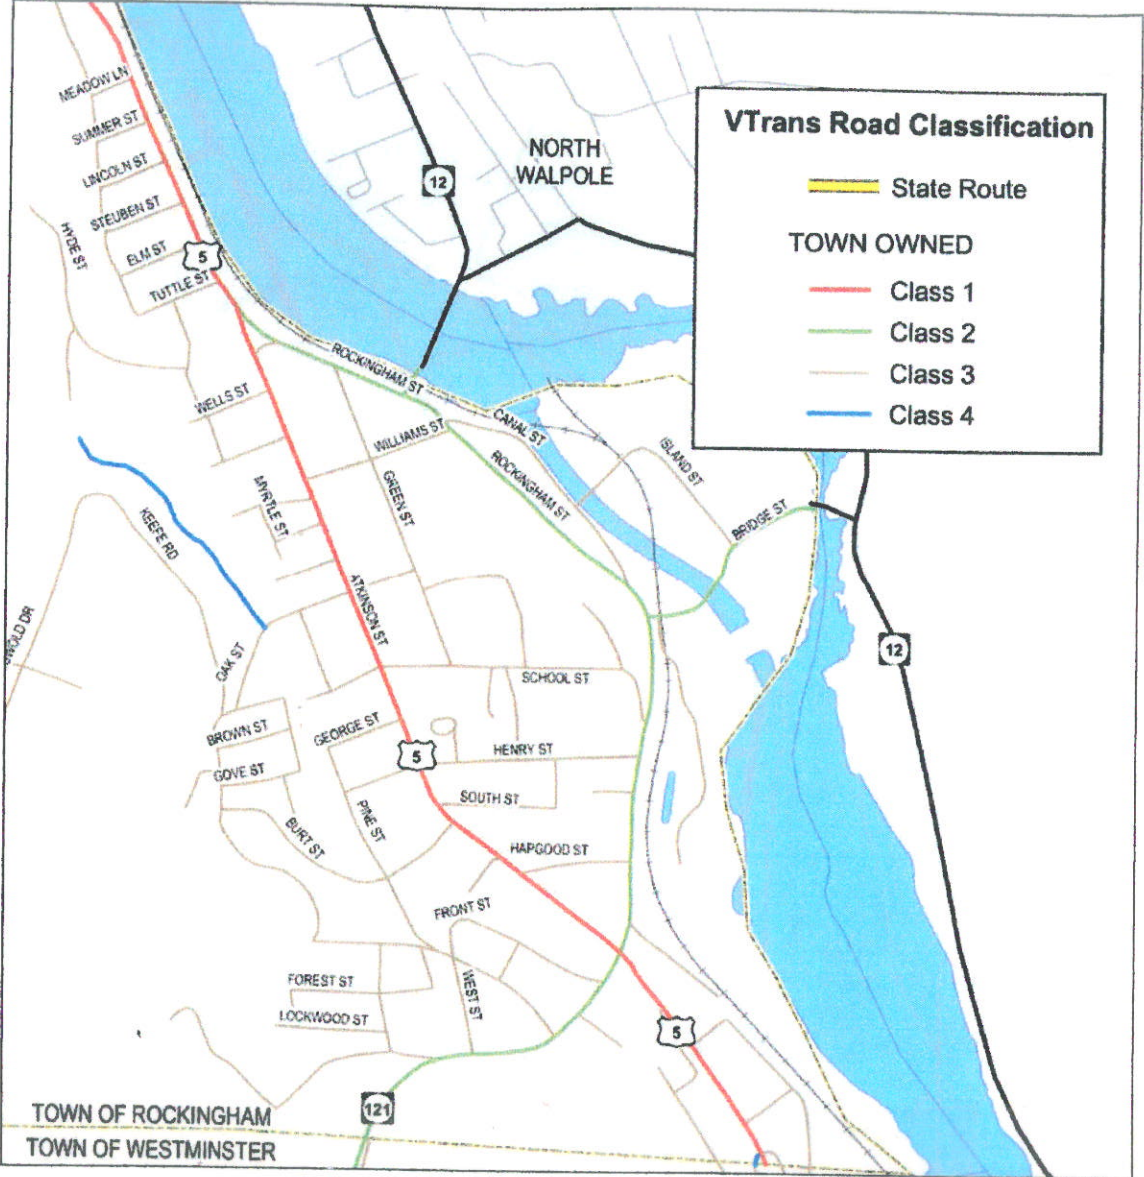 MEADOW LN
SUMMER ST
LINCOLN ST
STEUBEN ST
ELM ST
TUTTLE ST
HYDE ST
5
12
NORTH
WALPOLE
VTrans Road Classification
State Route
TOWN OWNED
Class 1
Class 2
Class 3
Class 4
ROCKINGHAM ST
CANAL ST
WELLS ST
WILLIAMS ST
ROCKINGHAM ST
ISLAND ST
BRIDGE ST
MYRTLE ST
GREEN ST
KEEFE RD
ATKINSON ST
OAK ST
SCHOOL ST
12
BROWN ST
GEORGE ST
5
HENRY ST
GOVE ST
SOUTH ST
BURT ST
PINE ST
HAPGOOD ST
FRONT ST
FOREST ST
WEST ST
LOCKWOOD ST
5
121
TOWN OF ROCKINGHAM
TOWN OF WESTMINSTER